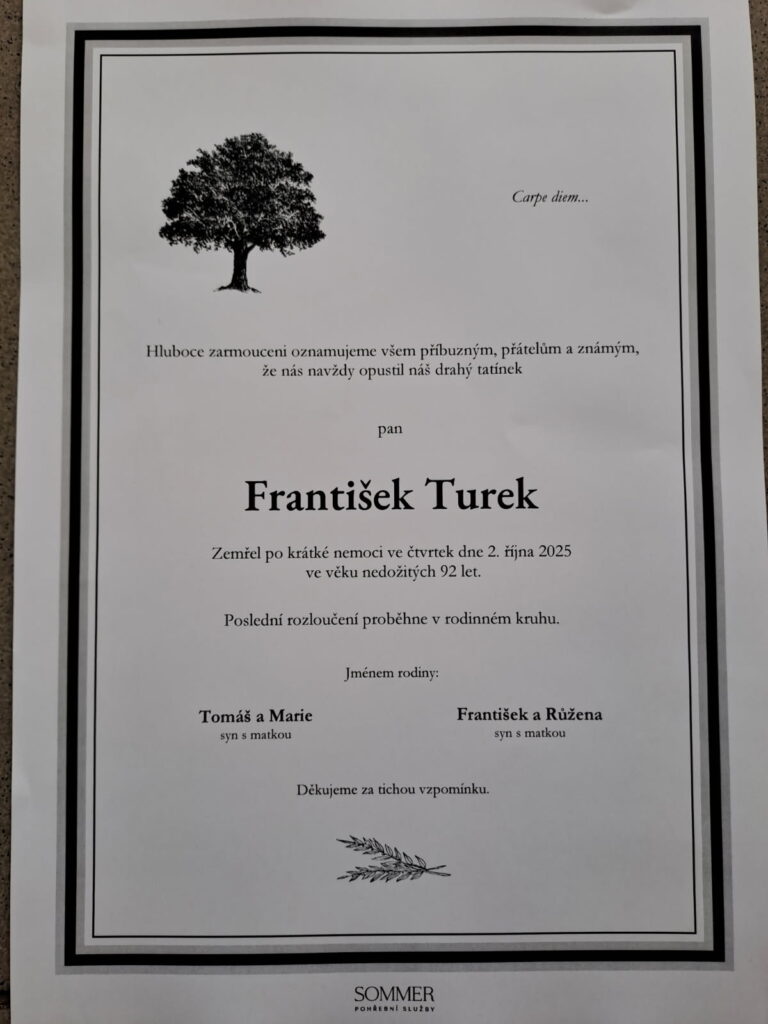 Carpe diem...
Hluboce zarmouceni oznamujeme všem příbuzným, přátelům a známým,
že nás navždy opustil náš drahý tatínek
pan
František Turek
Zemřel po krátké nemoci ve čtvrtek dne 2. října 2025
ve věku nedožitých 92 let.
Poslední rozloučení proběhne v rodinném kruhu.
Jménem rodiny:
Tomáš a Marie
syn s matkou
František a Růžena
syn s matkou
Děkujeme za tichou vzpomínku.
SOMMER
POHŘEBNÍ SLUŽBY